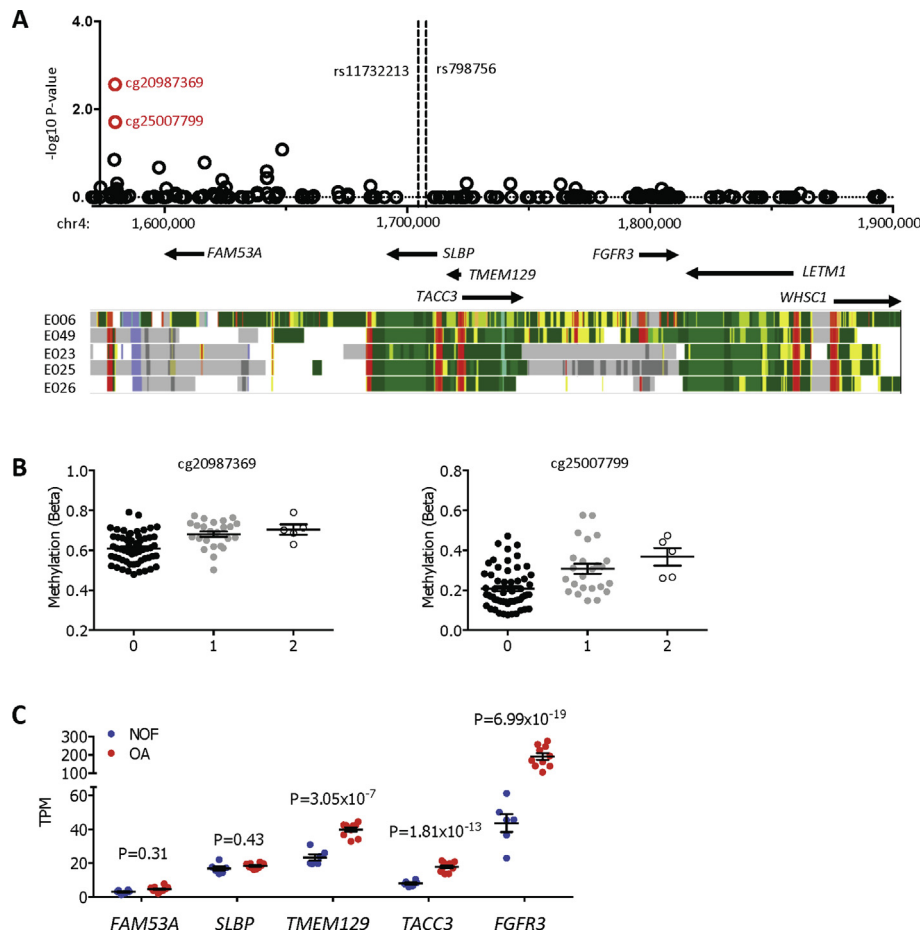 A
4.0
2.0
0.
-log10 P-value
cg20987369
cg25007799
rs11732213
rs798756
chr4:
1,600,000
1,700,000
1,800,000
1,900,000
FAM53A
SLBP
FGFR3
TMEM129
LETM1
TACC3
WHSC1
E006
E049
E023
E025
E026
B
cg20987369
Methylation (Beta)
1.0
0.8
0.6
0.4
0.2
0
1
2
cg25007799
Methylation (Beta)
0.8
0.6
0.4
0.2
0.0
0
1
2
C
NOF
OA
TPM
300
200
100
60
40
20
0
P=0.31
P=0.43
P=3.05x10⁻⁷
P=1.81x10⁻¹³
P=6.99x10⁻¹⁹
FAM53A
SLBP
TMEM129
TACC3
FGFR3